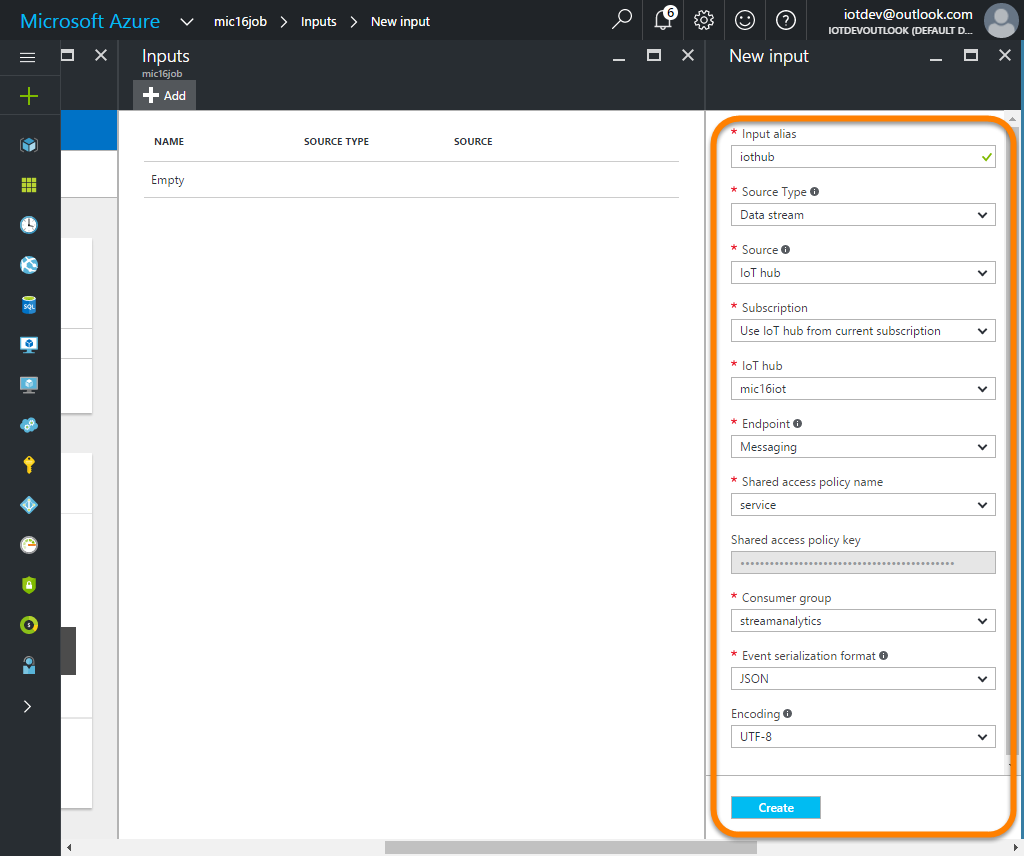 Microsoft Azure mic16job Inputs New input 6 iotdev@outlook.com
IOTDEVOUTLOOK (DEFAULT D...
Inputs
mic16job
Add
NAME SOURCE TYPE SOURCE
Empty
New input
* Input alias
iothub
* Source Type
Data stream
* Source
IoT hub
* Subscription
Use IoT hub from current subscription
* IoT hub
mic16iot
* Endpoint
Messaging
* Shared access policy name
service
Shared access policy key
* Consumer group
streamanalytics
* Event serialization format
JSON
Encoding
UTF-8
Create
SQL